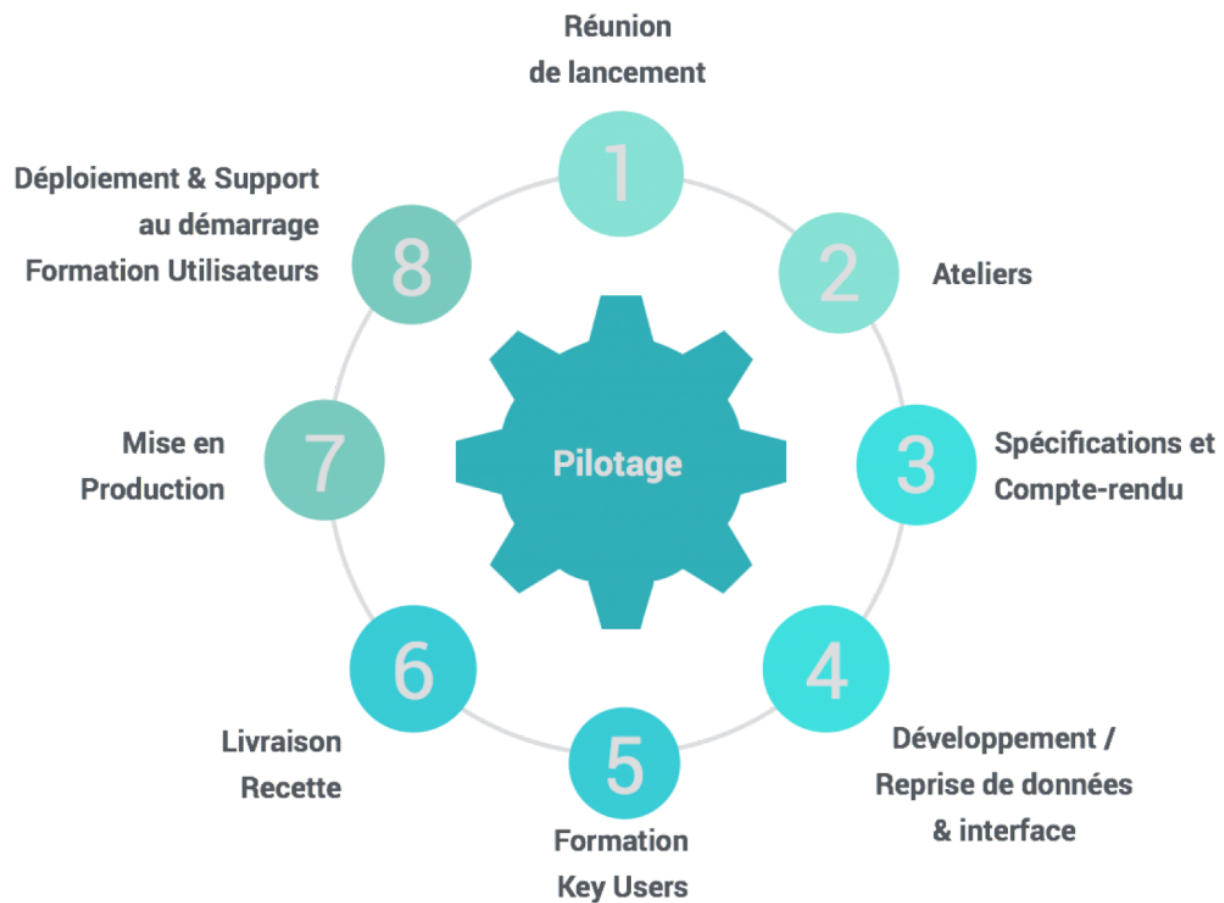 Réunion
de lancement
1
2
Ateliers
3
Spécifications et
Compte-rendu
4
Développement /
Reprise de données
& interface
5
Formation
Key Users
6
Livraison
Recette
7
Mise en
Production
8
Déploiement & Support
au démarrage
Formation Utilisateurs
Pilotage